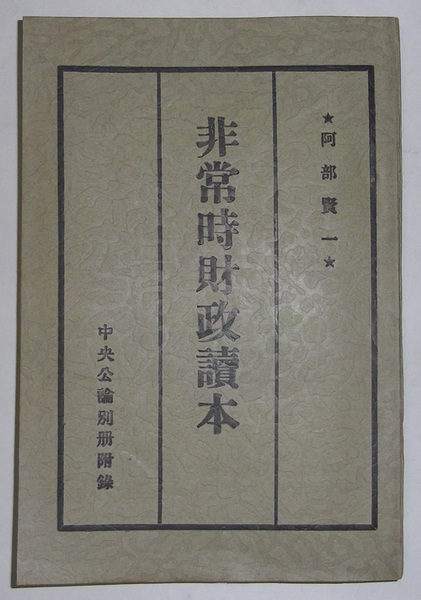 ★阿部賢一★
非常時財政讀本
中央公論別册附錄